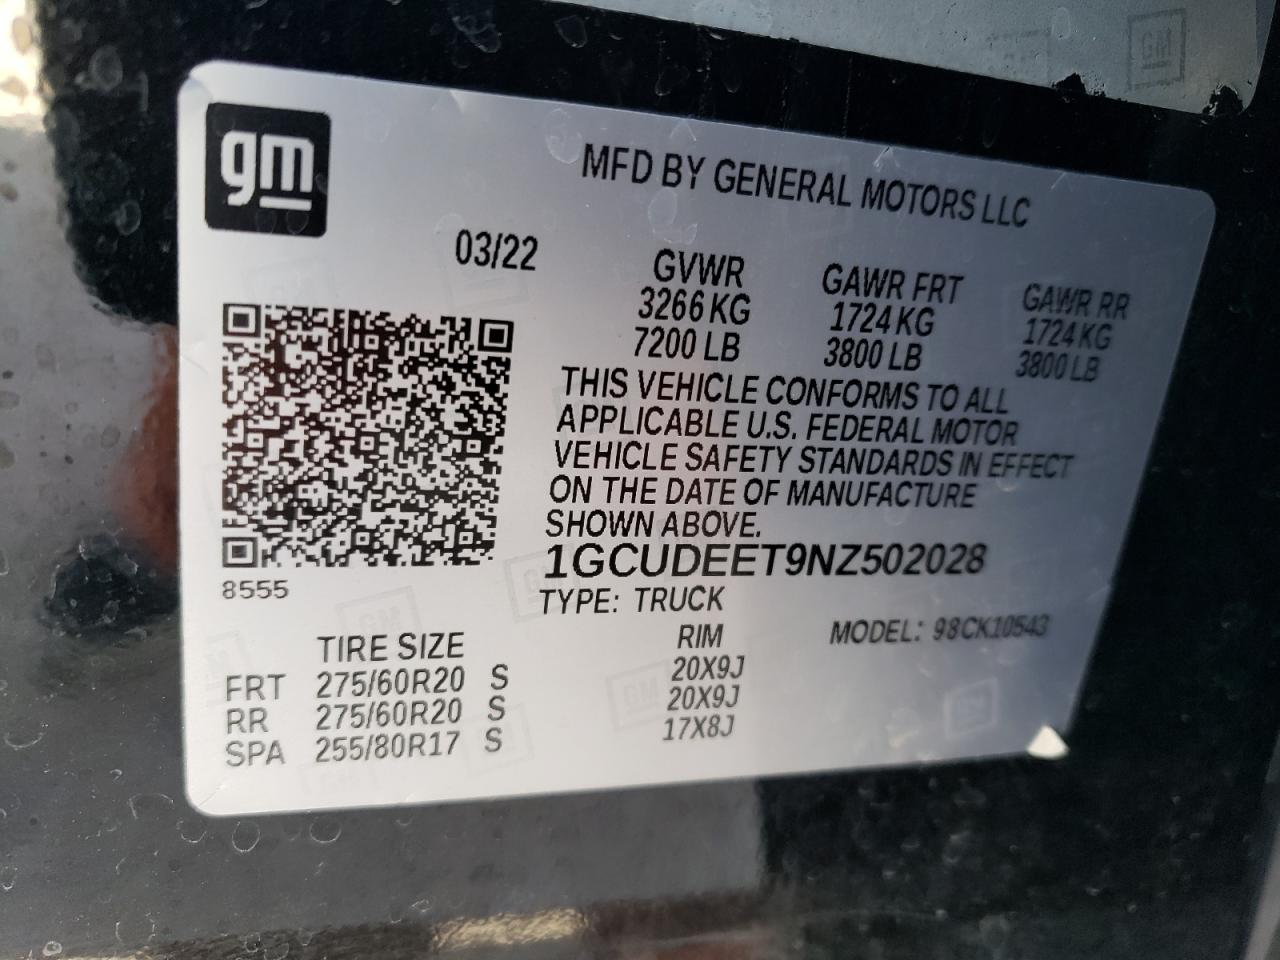 gm
MFD BY GENERAL MOTORS LLC
03/22
GVWR GAWR FRT GAWR RR
3266 KG 1724 KG 1724 KG
7200 LB 3800 LB 3800 LB
THIS VEHICLE CONFORMS TO ALL
APPLICABLE U.S. FEDERAL MOTOR
VEHICLE SAFETY STANDARDS IN EFFECT
ON THE DATE OF MANUFACTURE
SHOWN ABOVE.
1GCUDEET9NZ502028
8555
TYPE: TRUCK
MODEL: 98CK10543
TIRE SIZE RIM
FRT 275/60R20 S 20X9J
RR 275/60R20 S 20X9J
SPA 255/80R17 S 17X8J
GM
GM
GM